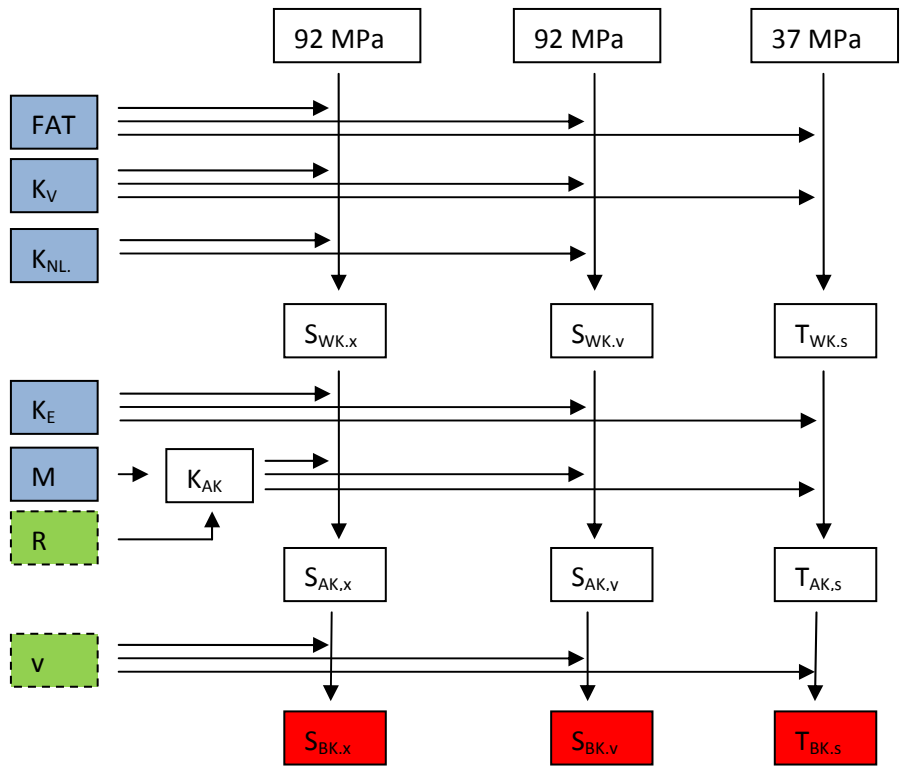 92 MPa 92 MPa 37 MPa
FAT
K_V
K_NL.
S_WK.x S_WK.v T_WK.s
K_E
M K_AK
R
S_AK,x S_AK,y T_AK,s
v
S_BK.x S_BK.v T_BK.s